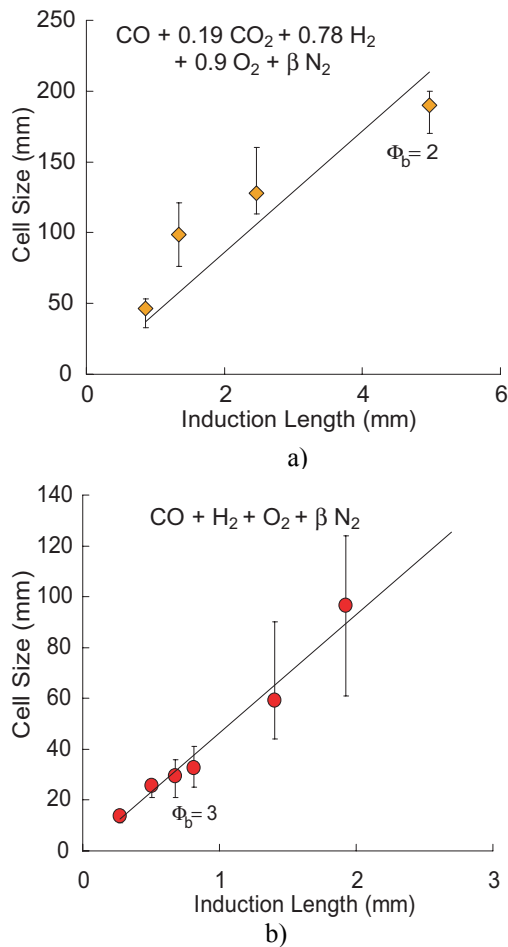 250
CO + 0.19 CO₂ + 0.78 H₂
+ 0.9 O₂ + β N₂
200
150
Φb= 2
100
50
0
Cell Size (mm)
0 2 4 6
Induction Length (mm)
a)
140
CO + H₂ + O₂ + β N₂
120
100
80
60
40
Φb= 3
20
0
Cell Size (mm)
0 1 2 3
Induction Length (mm)
b)